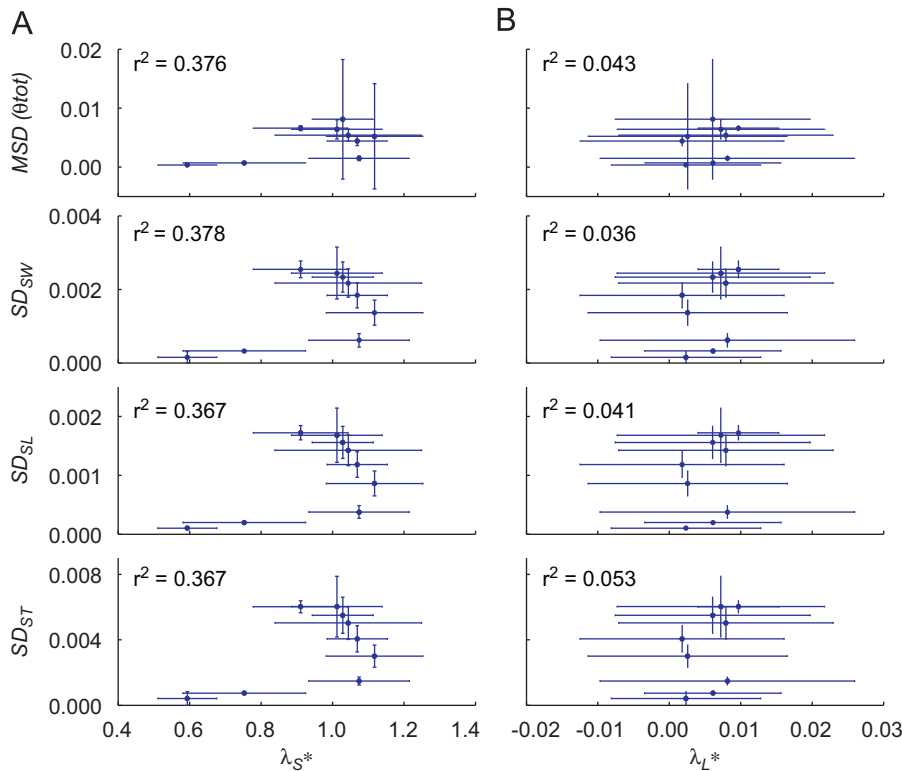 A
B
MSD (θtot)
0.02
0.01
0.00
r² = 0.376
r² = 0.043
SD_SW
0.004
0.002
0.000
r² = 0.378
r² = 0.036
SD_SL
0.002
0.001
0.000
r² = 0.367
r² = 0.041
SD_ST
0.008
0.004
0.000
r² = 0.367
r² = 0.053
0.4 0.6 0.8 1.0 1.2 1.4
-0.02 -0.01 0.00 0.01 0.02 0.03
λ_S*
λ_L*